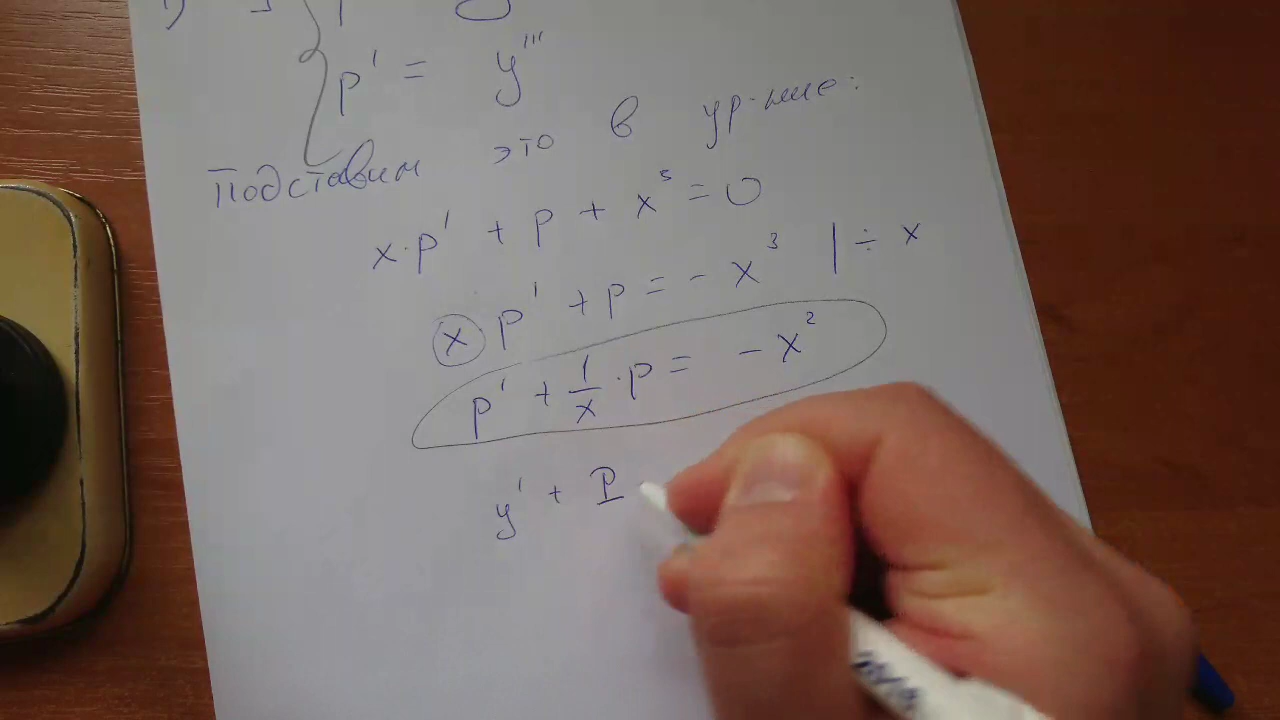 p' = y'''
Подставим это в ур-ние:
x·p' + p + x³ = 0
x p' + p = - x³ | ÷ x
p' + 1/x · p = - x²
y' + P